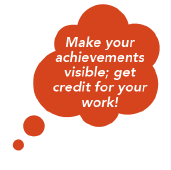 Make your
achievements
visible; get
credit for your
work!